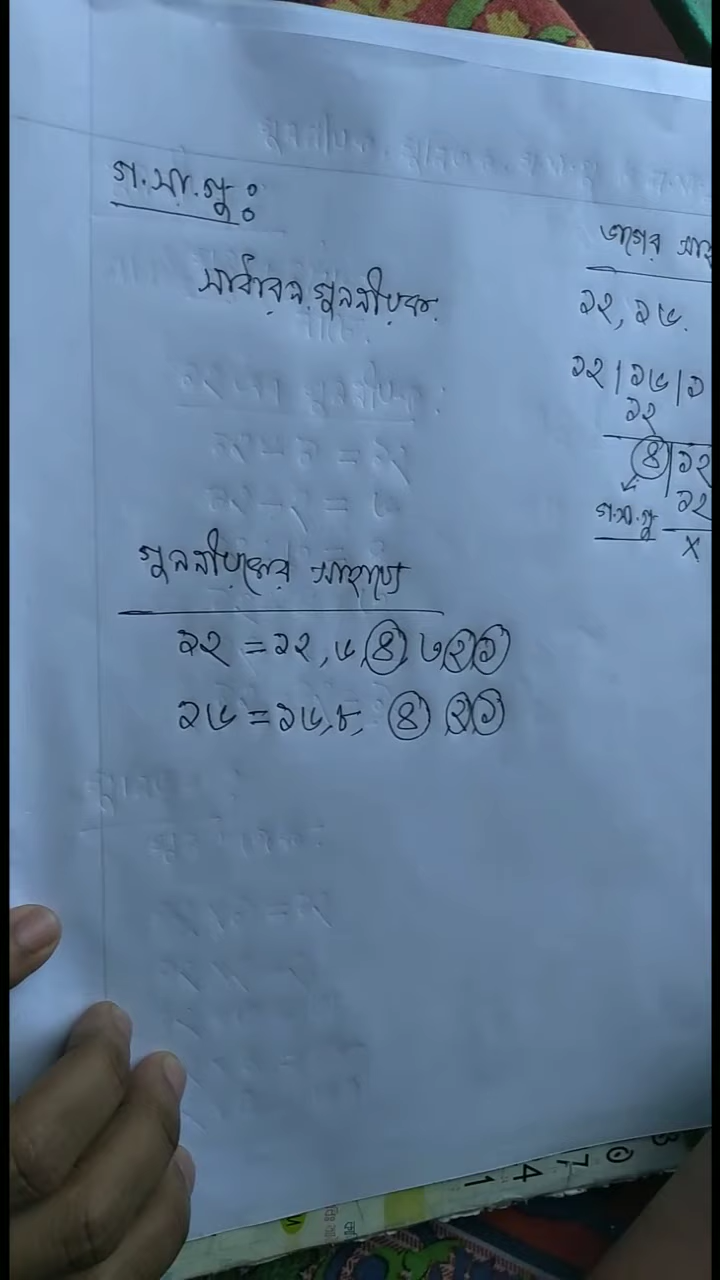 গ.সা.গু:
সাধারন গুননীয়ক.
গুননীয়কের সাহায্যে
১২ = ১২, ৬, ৪, ৩, ২, ১
১৬ = ১৬, ৮, ৪, ২, ১
ভাগের
১২, ১৬.
১২ | ১৬ | ১
১২
৪ | ১২
গ.সা.গু
১২
x